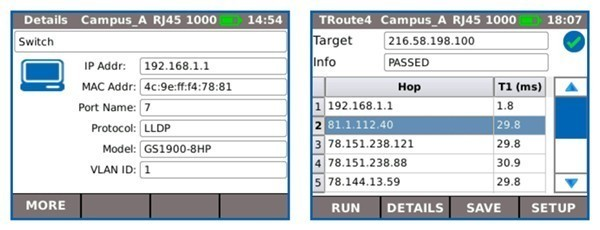 Details Campus_A RJ45 1000 14:54
Switch
IP Addr: 192.168.1.1
MAC Addr: 4c:9e:ff:f4:78:81
Port Name: 7
Protocol: LLDP
Model: GS1900-8HP
VLAN ID: 1
MORE
TRoute4 Campus_A RJ45 1000 18:07
Target 216.58.198.100
Info PASSED
Hop T1 (ms)
1 192.168.1.1 1.8
2 81.1.112.40 29.8
3 78.151.238.121 29.8
4 78.151.238.88 30.9
5 78.144.13.59 29.8
RUN DETAILS SAVE SETUP